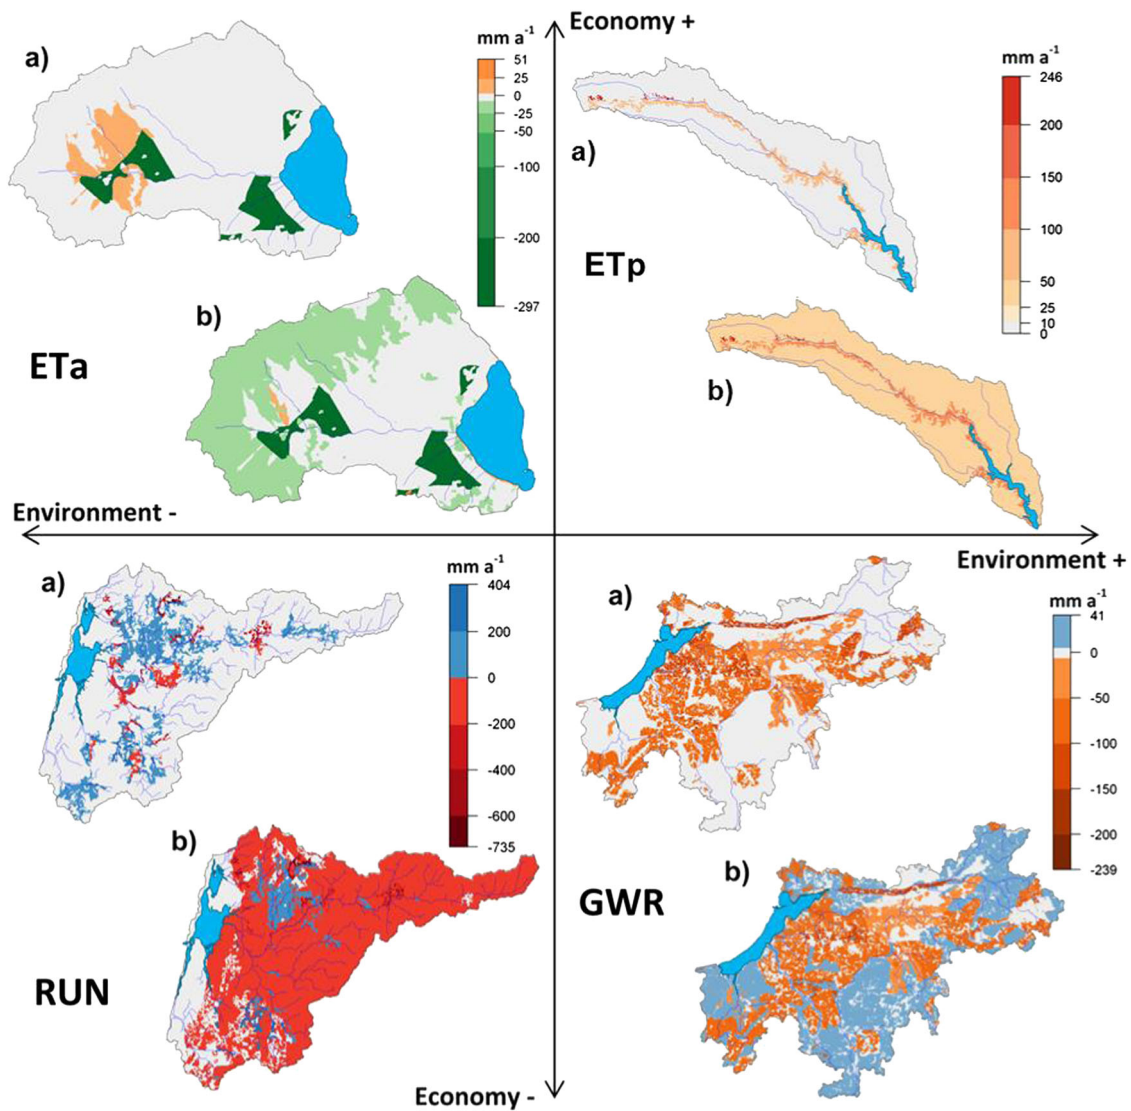 Economy +
a)
mm a-1
51
25
0
-25
-50
-100
-200
-297
b)
ETa
mm a-1
246
200
150
100
50
25
10
0
a)
ETp
b)
Environment -
Environment +
a)
mm a-1
404
200
0
-200
-400
-600
-735
b)
RUN
a)
mm a-1
41
0
-50
-100
-150
-200
-239
b)
GWR
Economy -